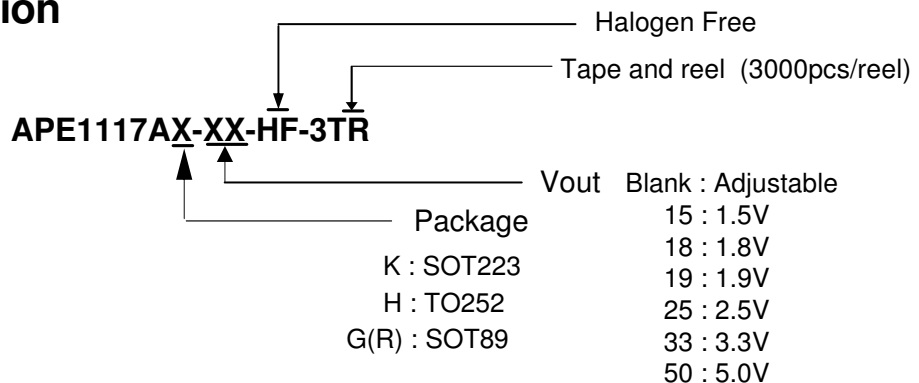 ion
Halogen Free
Tape and reel (3000pcs/reel)
APE1117AX-XX-HF-3TR
Vout Blank : Adjustable
15 : 1.5V
18 : 1.8V
19 : 1.9V
25 : 2.5V
33 : 3.3V
50 : 5.0V
Package
K : SOT223
H : TO252
G(R) : SOT89